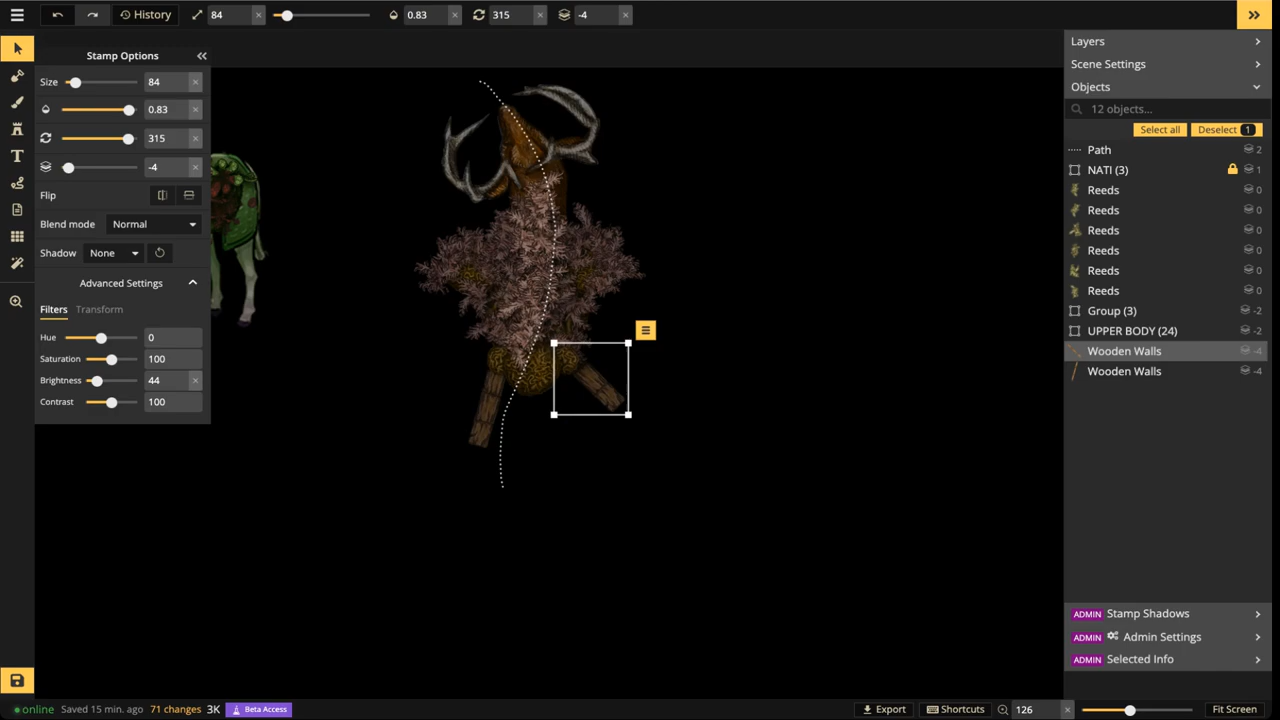 History 84 × 0.83 × 315 × -4 ×
Stamp Options
Size 84 ×
0.83 ×
315 ×
-4 ×
Flip
Blend mode Normal
Shadow None
Advanced Settings
Filters Transform
Hue 0
Saturation 100
Brightness 44 ×
Contrast 100
Layers
Scene Settings
Objects
12 objects...
Select all Deselect 1
Path 2
NATI (3) 1
Reeds 0
Reeds 0
Reeds 0
Reeds 0
Reeds 0
Reeds 0
Group (3) -2
UPPER BODY (24) -2
Wooden Walls -4
Wooden Walls -4
ADMIN Stamp Shadows
ADMIN Admin Settings
ADMIN Selected Info
online Saved 15 min. ago 71 changes 3K Beta Access Export Shortcuts 126 × Fit Screen